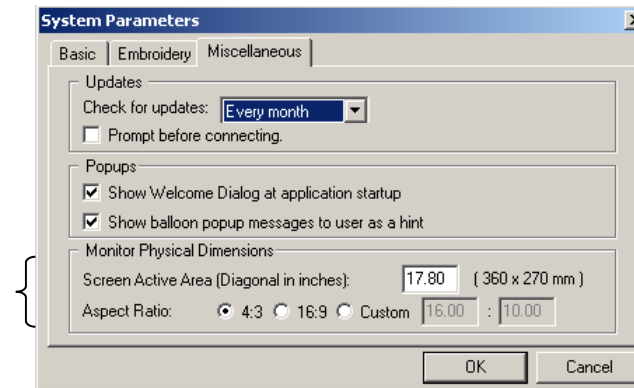 System Parameters
Basic Embroidery Miscellaneous
Updates
Check for updates: Every month
Prompt before connecting.
Popups
Show Welcome Dialog at application startup
Show balloon popup messages to user as a hint
Monitor Physical Dimensions
Screen Active Area (Diagonal in inches): 17.80 ( 360 x 270 mm )
Aspect Ratio: 4:3 16:9 Custom 16.00 : 10.00
OK Cancel